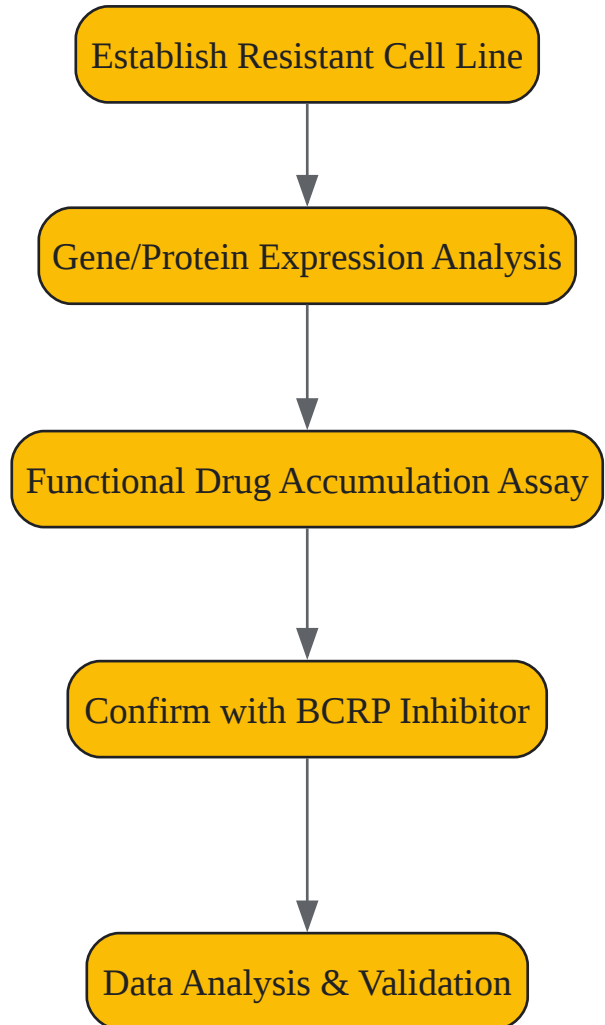 Establish Resistant Cell Line
Gene/Protein Expression Analysis
Functional Drug Accumulation Assay
Confirm with BCRP Inhibitor
Data Analysis & Validation